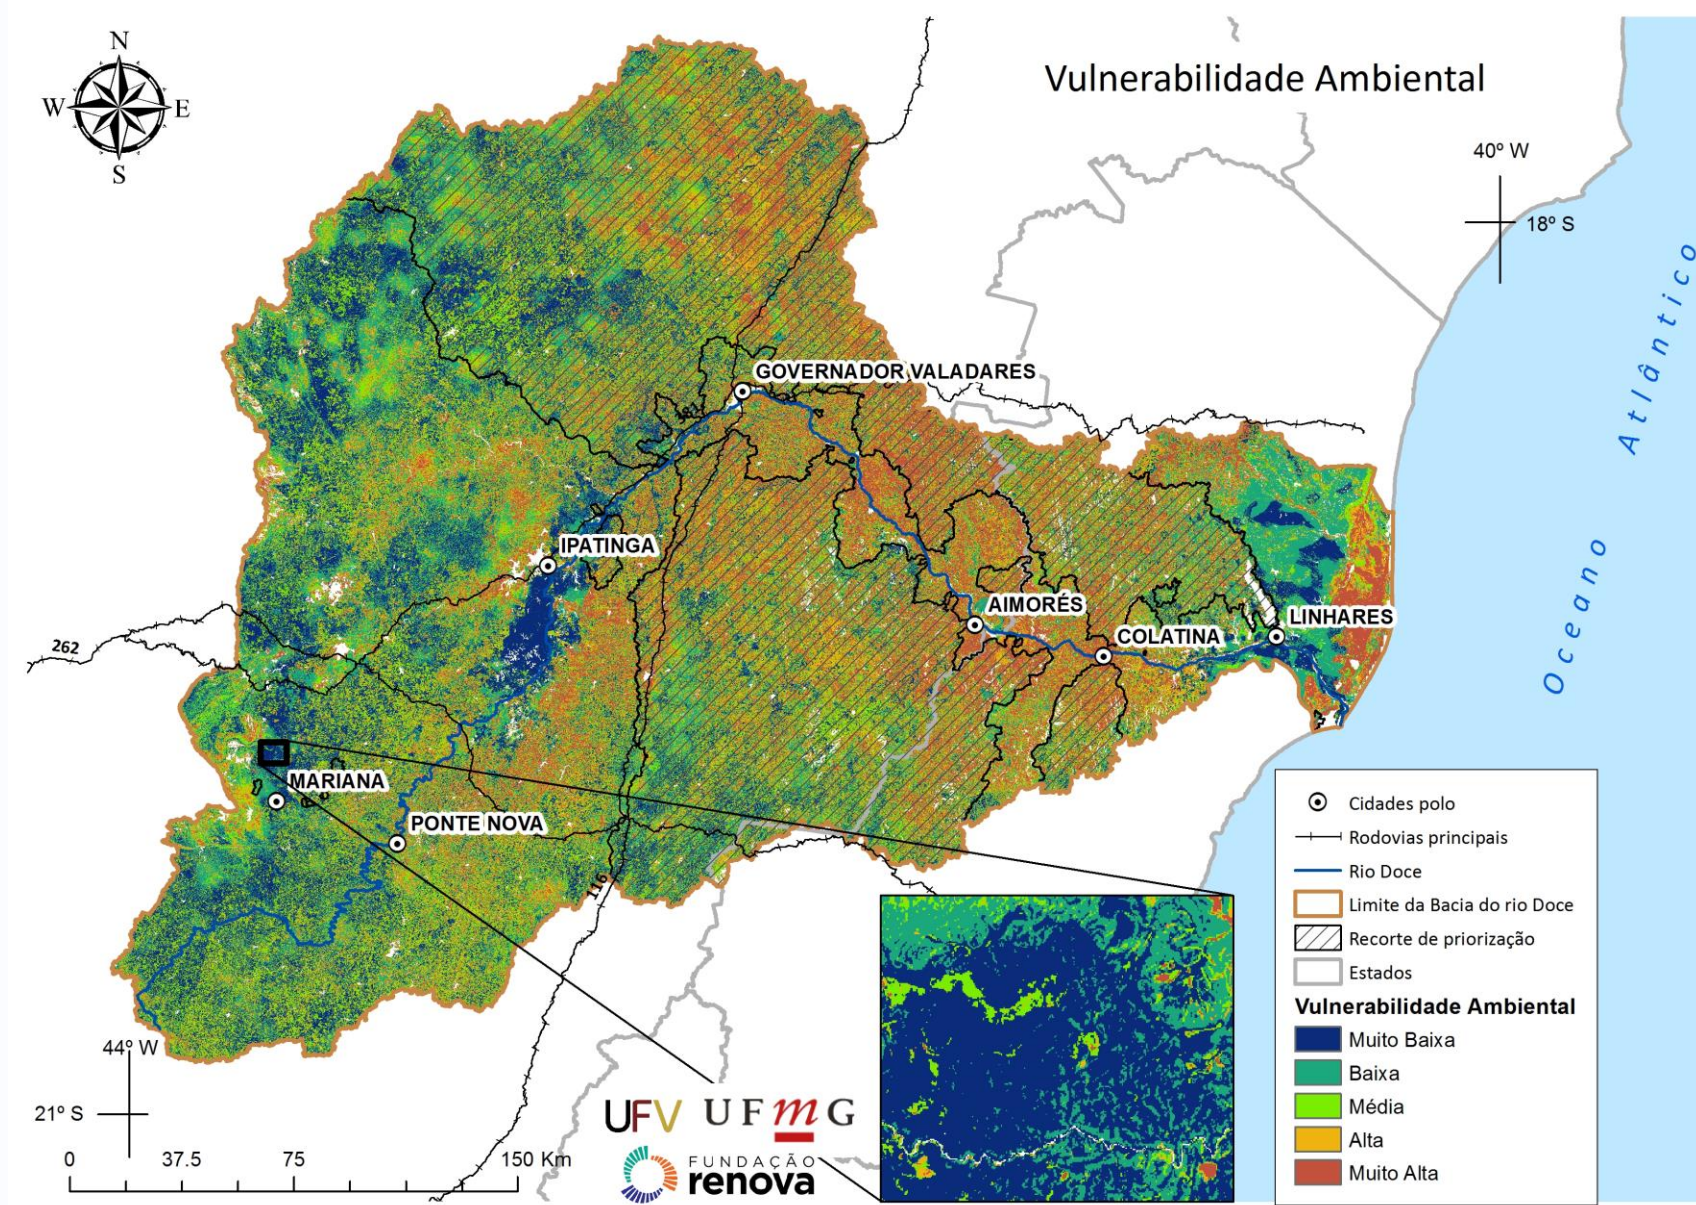 Vulnerabilidade Ambiental
N
W
E
S
40º W
18º S
Oceano Atlântico
GOVERNADOR VALADARES
381
IPATINGA
AIMORÉS
COLATINA
LINHARES
262
MARIANA
PONTE NOVA
116
44º W
21º S
0 37.5 75 150 Km
UFV UFmG
FUNDAÇÃO
renova
Cidades polo
Rodovias principais
Rio Doce
Limite da Bacia do rio Doce
Recorte de priorização
Estados
Vulnerabilidade Ambiental
Muito Baixa
Baixa
Média
Alta
Muito Alta